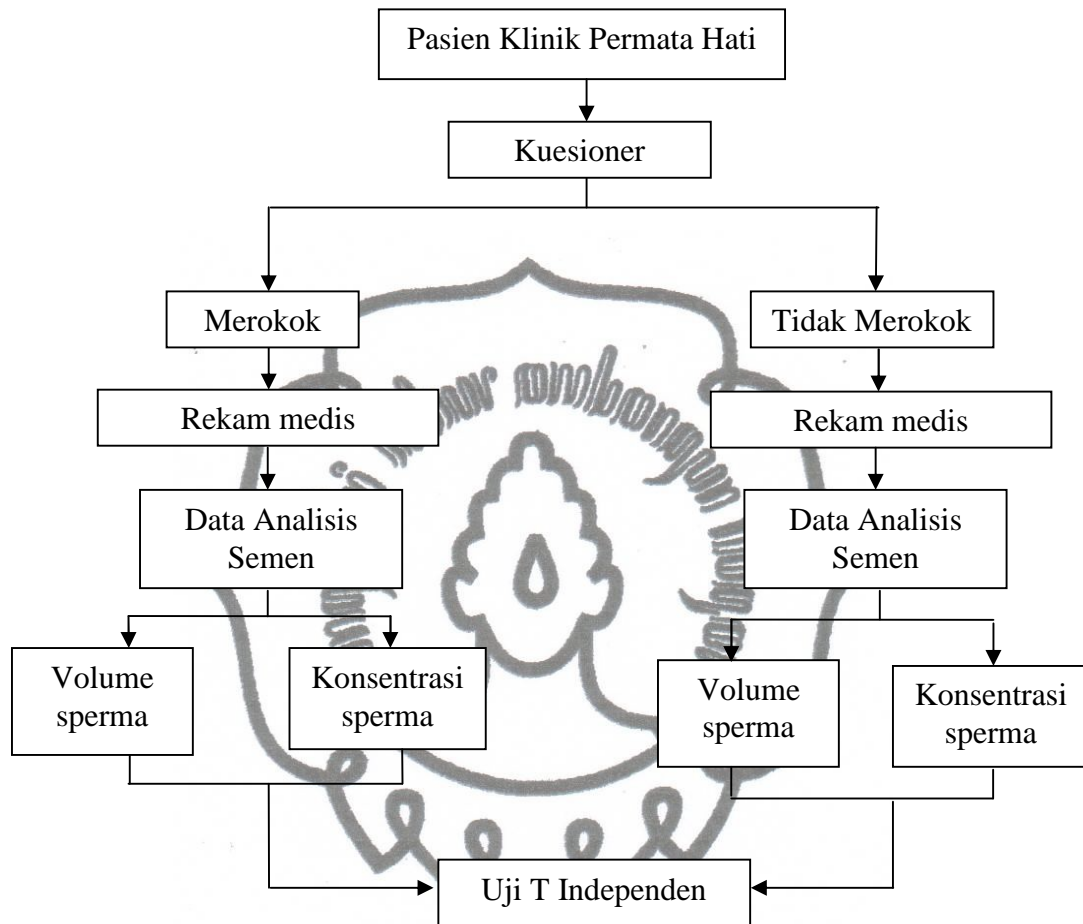 Pasien Klinik Permata Hati
Kuesioner
Merokok
Tidak Merokok
Rekam medis
Rekam medis
Data Analisis
Semen
Data Analisis
Semen
Volume
sperma
Konsentrasi
sperma
Volume
sperma
Konsentrasi
sperma
Uji T Independen